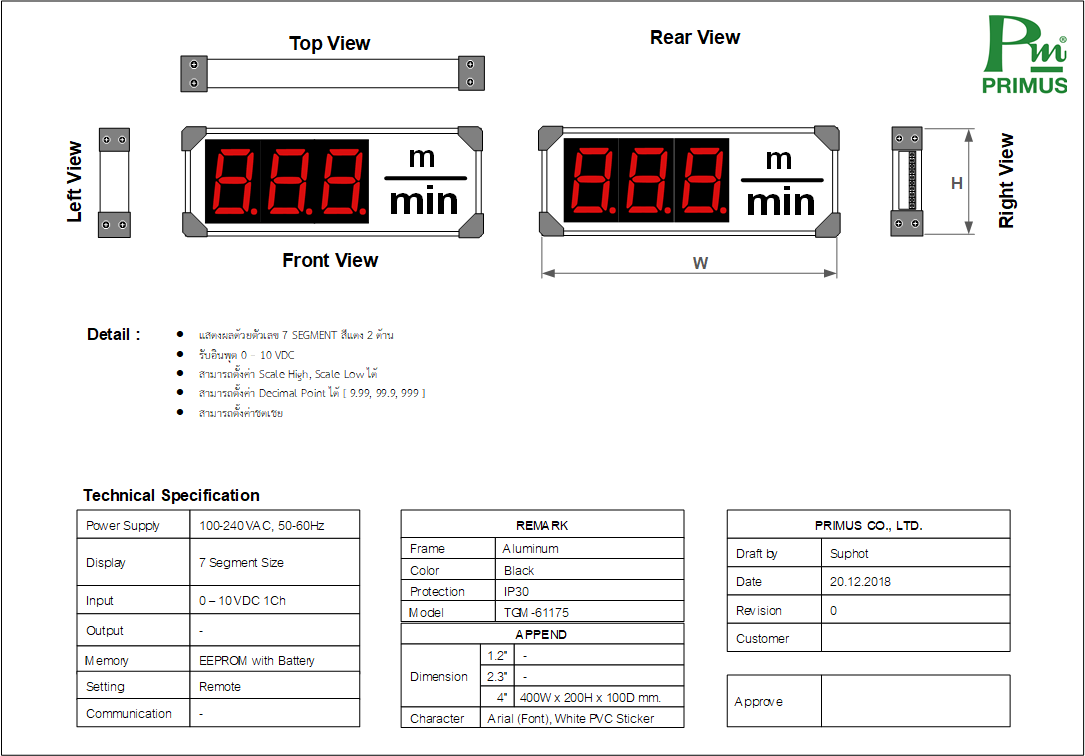 Top View
Rear View
Pm®
PRIMUS
Left View
8.8.8.
m
min
8.8.8.
m
min
H
Right View
Front View
W
Detail :
แสดงผลด้วยตัวเลข 7 SEGMENT สีแดง 2 ด้าน
รับอินพุต 0 - 10 VDC
สามารถตั้งค่า Scale High, Scale Low ได้
สามารถตั้งค่า Decimal Point ได้ [ 9.99, 99.9, 999 ]
สามารถตั้งค่าชดเชย
Technical Specification
Power Supply 100-240VAC, 50-60Hz
Display 7 Segment Size
Input 0 – 10VDC 1Ch
Output -
Memory EEPROM with Battery
Setting Remote
Communication -
REMARK
Frame Aluminum
Color Black
Protection IP30
Model TGM-61175
APPEND
Dimension 1.2" -
2.3" -
4" 400W x 200H x 100D mm.
Character Arial (Font), White PVC Sticker
PRIMUS CO., LTD.
Draft by Suphot
Date 20.12.2018
Revision 0
Customer
Approve